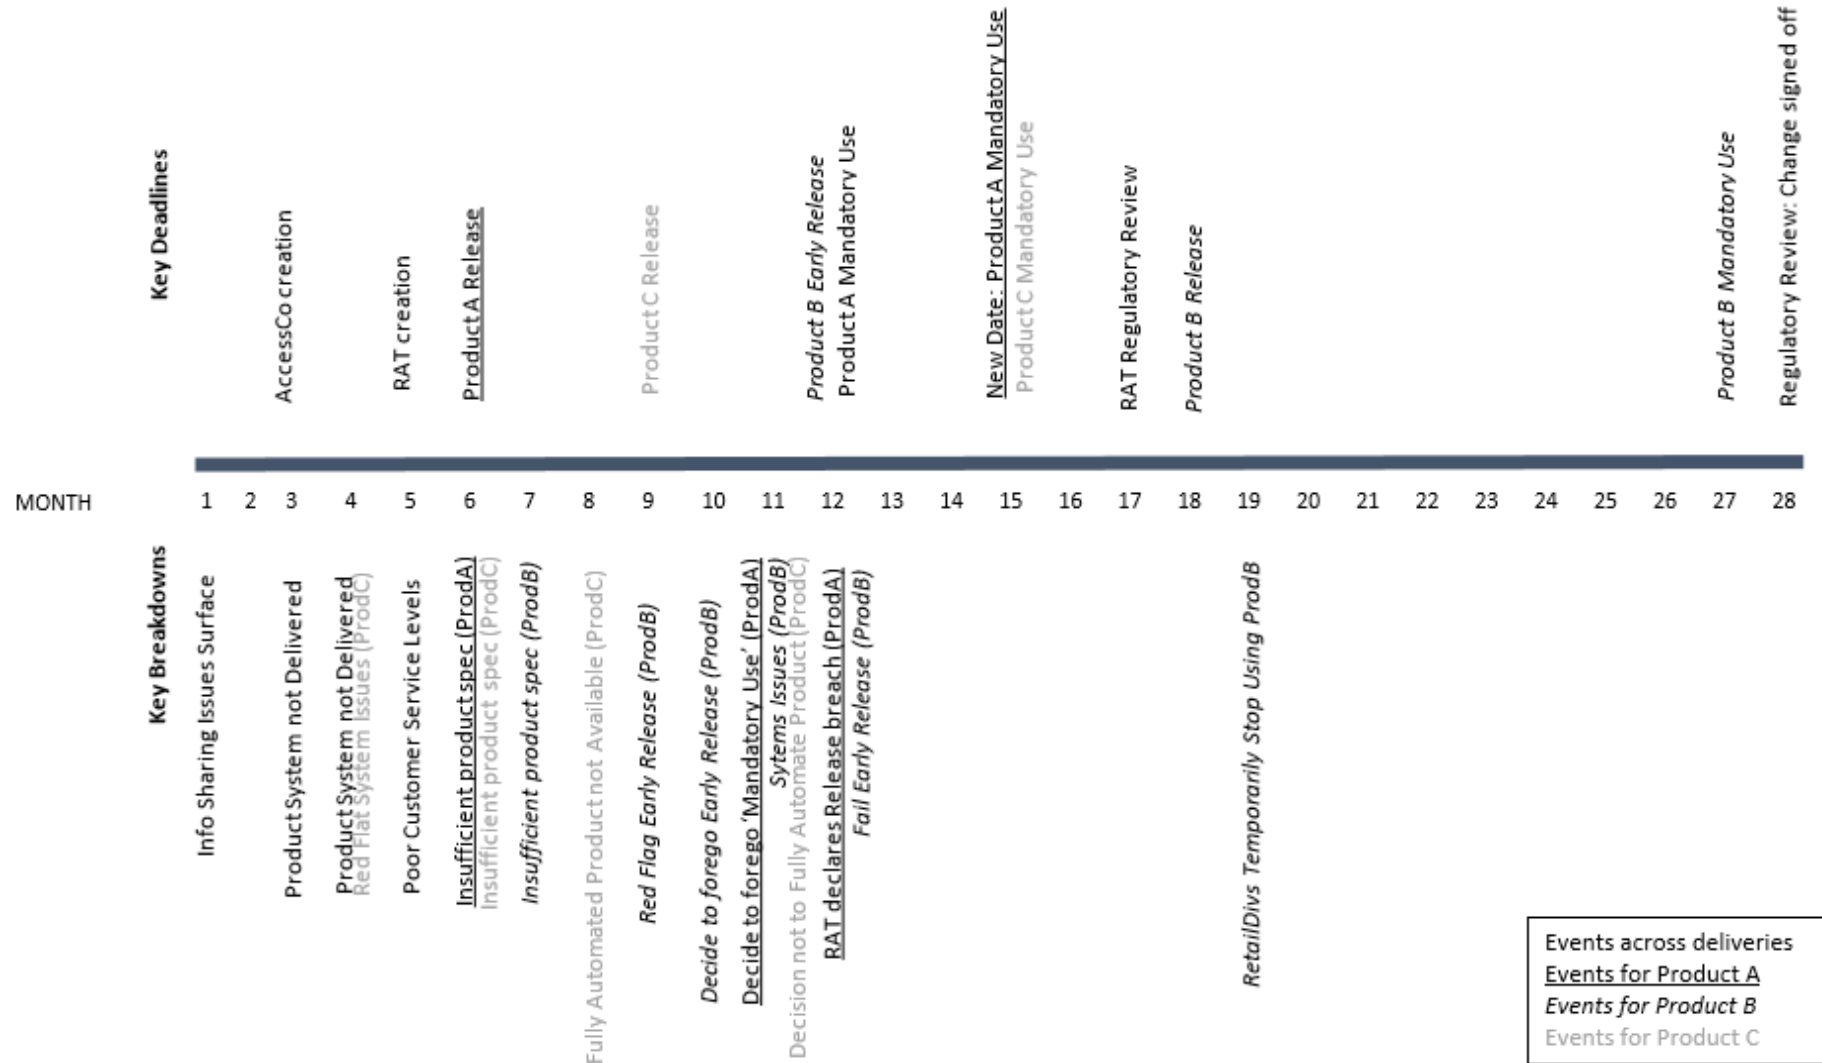 Key Deadlines
AccessCo creation
RAT creation
Product A Release
Product C Release
Product B Early Release
Product A Mandatory Use
New Date: Product A Mandatory Use
Product C Mandatory Use
RAT Regulatory Review
Product B Release
Product B Mandatory Use
Regulatory Review: Change signed off
MONTH 1 2 3 4 5 6 7 8 9 10 11 12 13 14 15 16 17 18 19 20 21 22 23 24 25 26 27 28
Key Breakdowns
Info Sharing Issues Surface
Product System not Delivered
Product System not Delivered
Red Flat System Issues (ProdC)
Poor Customer Service Levels
Insufficient product spec (ProdA)
Insufficient product spec (ProdC)
Insufficient product spec (ProdB)
Fully Automated Product not Available (ProdC)
Red Flag Early Release (ProdB)
Decide to forego Early Release (ProdB)
Decide to forego ‘Mandatory Use’ (ProdA)
Sytems Issues (ProdB)
Decision not to Fully Automate Product (ProdC)
RAT declares Release breach (ProdA)
Fail Early Release (ProdB)
RetailDivs Temporarily Stop Using ProdB
Events across deliveries
Events for Product A
Events for Product B
Events for Product C